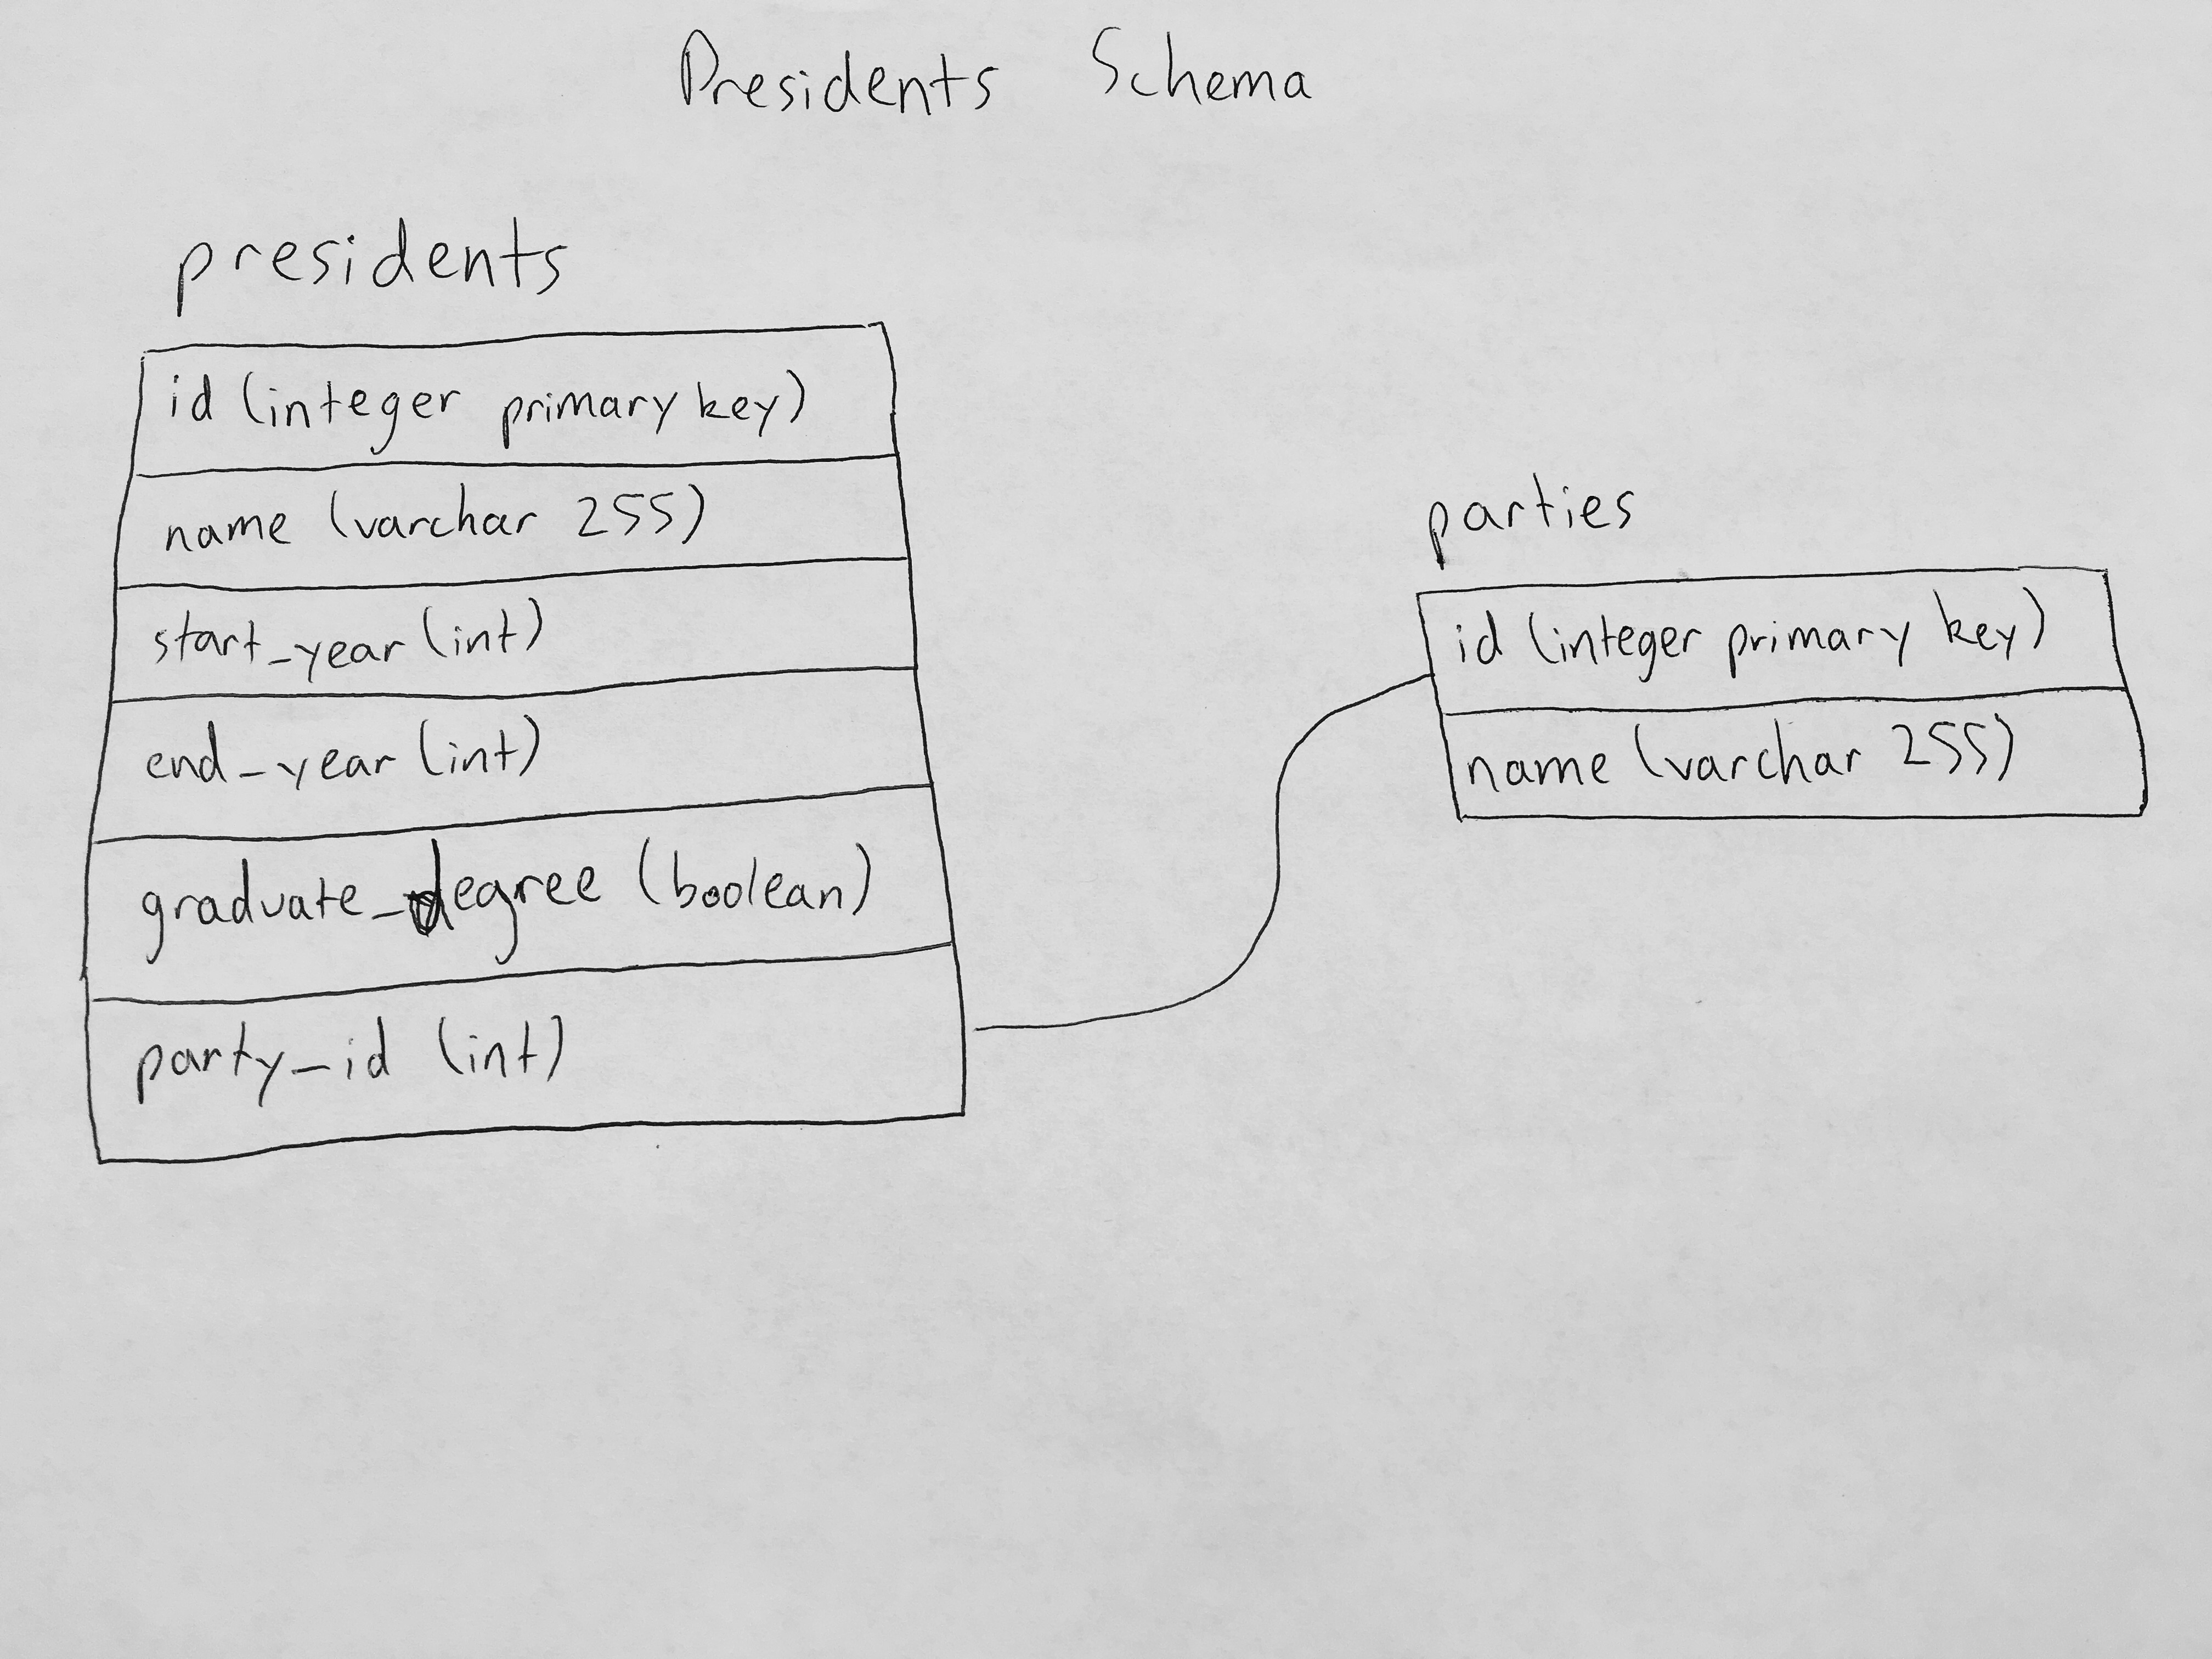 Presidents Schema
presidents
id (integer primary key)
name (varchar 255)
start_year (int)
end_year (int)
graduate_degree (boolean)
party_id (int)
parties
id (integer primary key)
name (varchar 255)